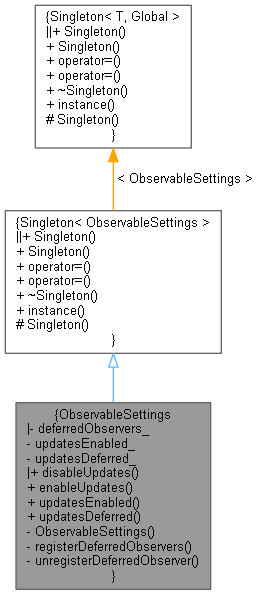 {Singleton< T, Global >
||+ Singleton()
+ Singleton()
+ operator=()
+ operator=()
+ ~Singleton()
+ instance()
# Singleton()
}
< ObservableSettings >
{Singleton< ObservableSettings >
||+ Singleton()
+ Singleton()
+ operator=()
+ operator=()
+ ~Singleton()
+ instance()
# Singleton()
}
{ObservableSettings
|- deferredObservers_
- updatesEnabled_
- updatesDeferred_
|+ disableUpdates()
+ enableUpdates()
+ updatesEnabled()
+ updatesDeferred()
- ObservableSettings()
- registerDeferredObservers()
- unregisterDeferredObserver()
}